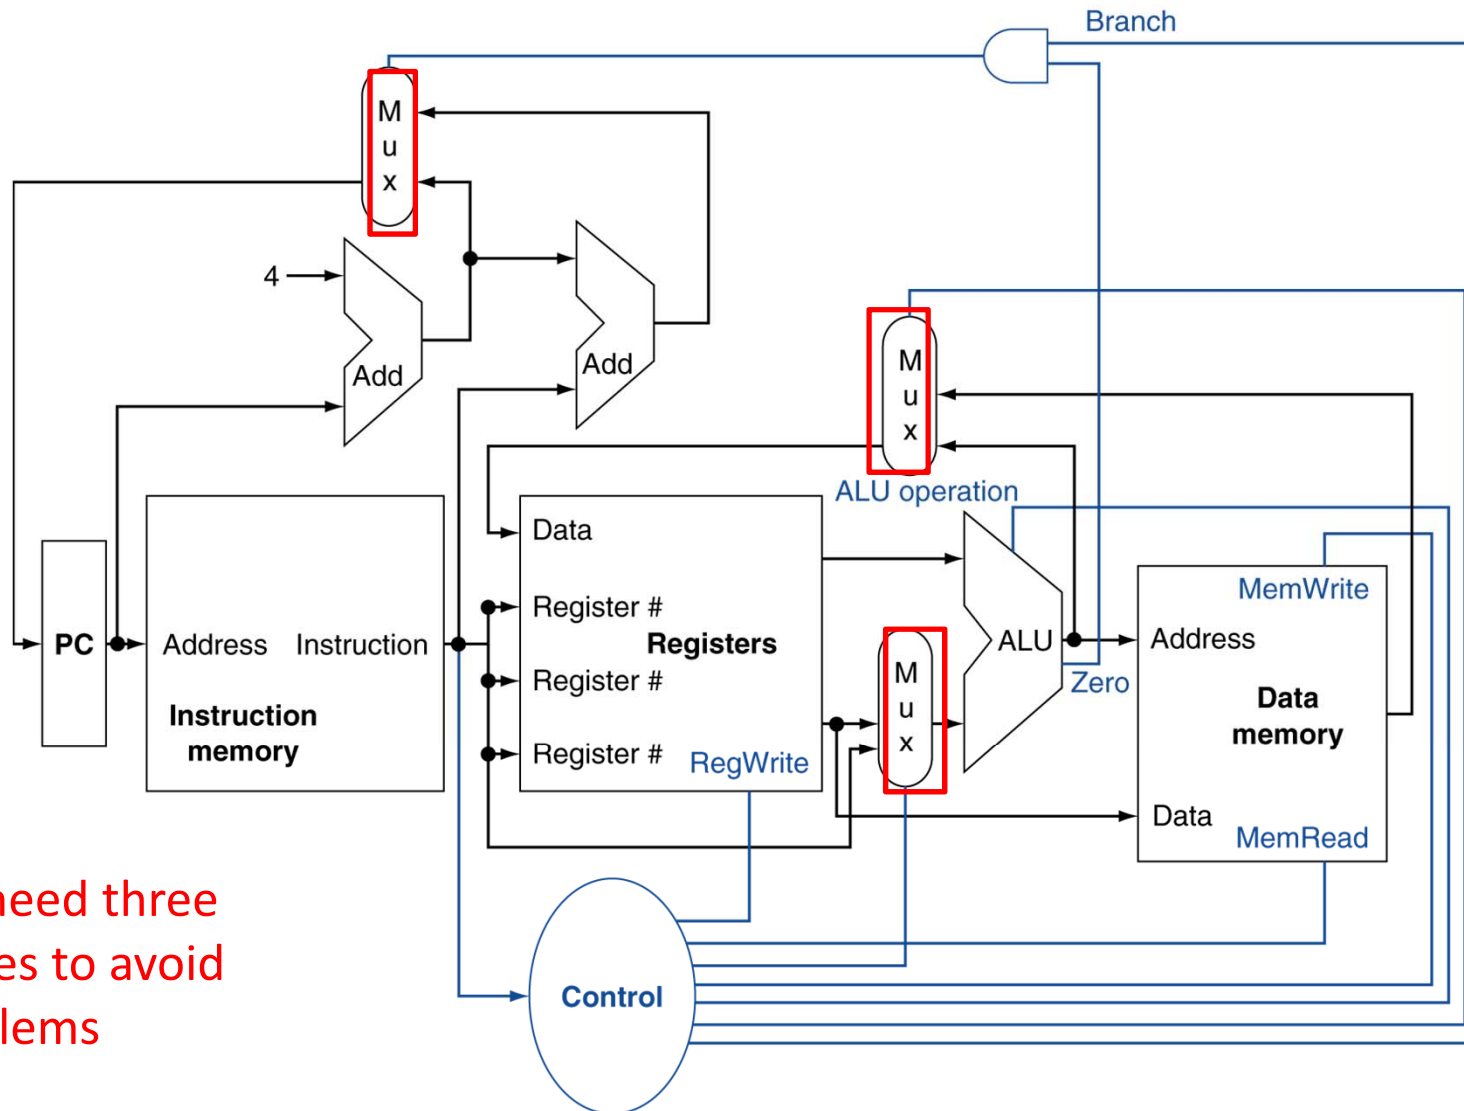 Branch
M
u
x
4
Add
Add
M
u
x
ALU operation
Data
MemWrite
Register #
PC
Address
Instruction
Registers
ALU
Address
Register #
M
u
x
Zero
Instruction
memory
Data
memory
Register #
RegWrite
Data
MemRead
need three
es to avoid
lems
Control